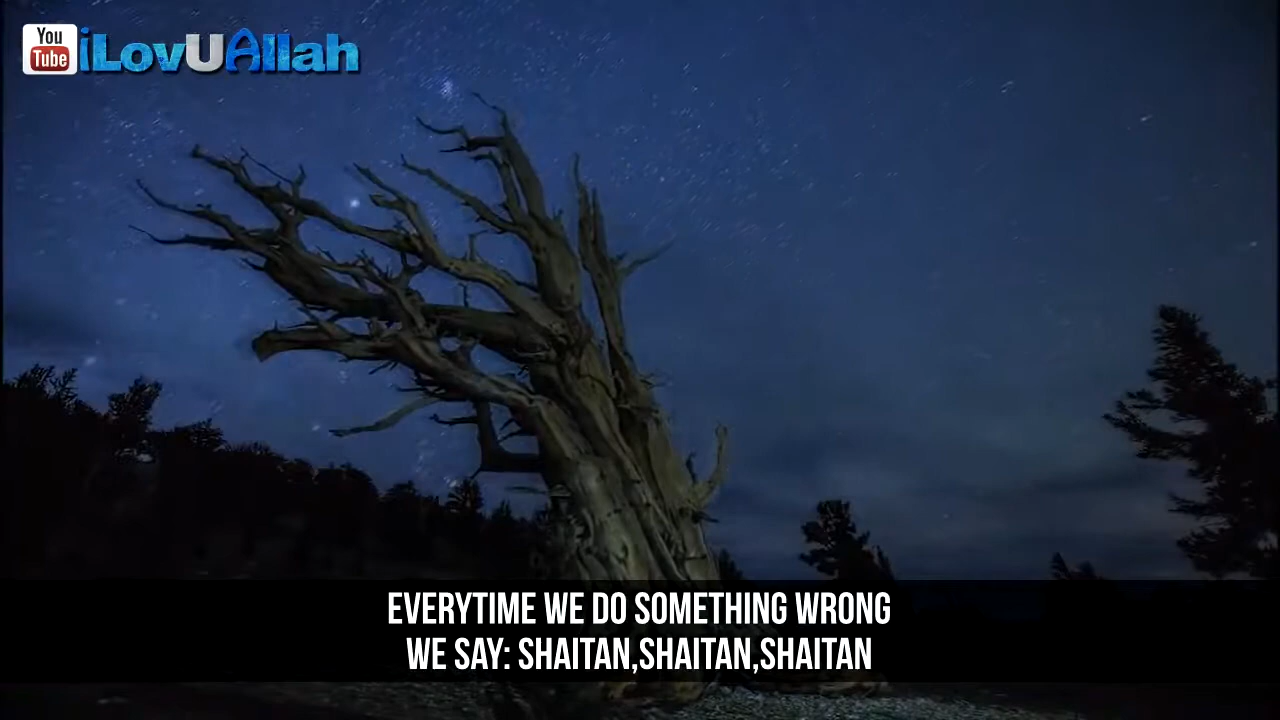 You
Tube iLovUAllah
EVERYTIME WE DO SOMETHING WRONG
WE SAY: SHAITAN,SHAITAN,SHAITAN